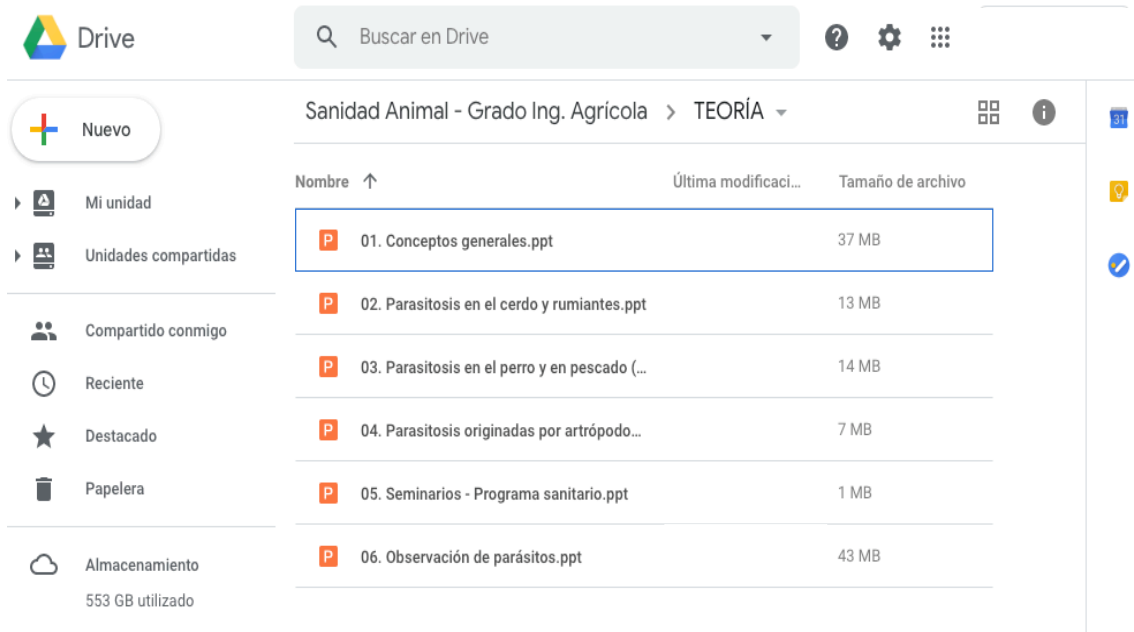 Drive
Buscar en Drive
Sanidad Animal - Grado Ing. Agrícola > TEORÍA
Nuevo
31
Nombre ↑ Última modificaci... Tamaño de archivo
Mi unidad
P 01. Conceptos generales.ppt 37 MB
Unidades compartidas
P 02. Parasitosis en el cerdo y rumiantes.ppt 13 MB
Compartido conmigo
P 03. Parasitosis en el perro y en pescado (... 14 MB
Reciente
P 04. Parasitosis originadas por artrópodo... 7 MB
Destacado
Papelera
P 05. Seminarios - Programa sanitario.ppt 1 MB
P 06. Observación de parásitos.ppt 43 MB
Almacenamiento
553 GB utilizado